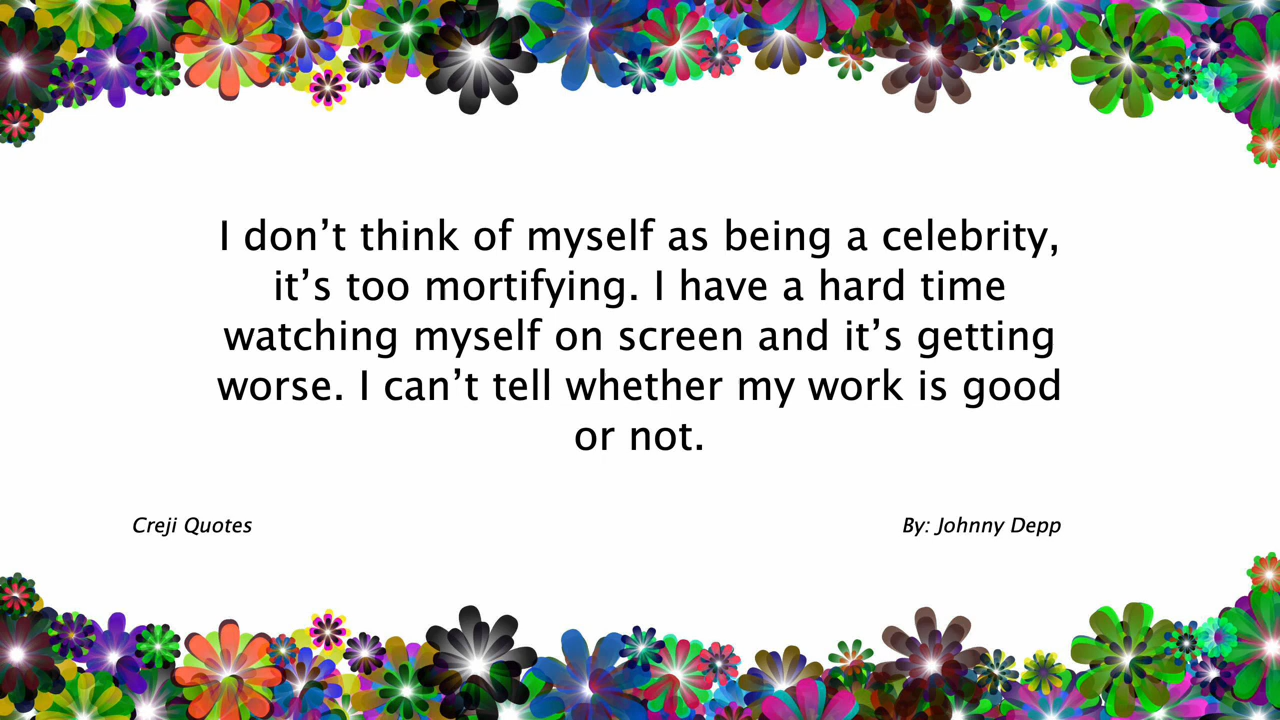 I don’t think of myself as being a celebrity,
it’s too mortifying. I have a hard time
watching myself on screen and it’s getting
worse. I can’t tell whether my work is good
or not.
Creji Quotes
By: Johnny Depp